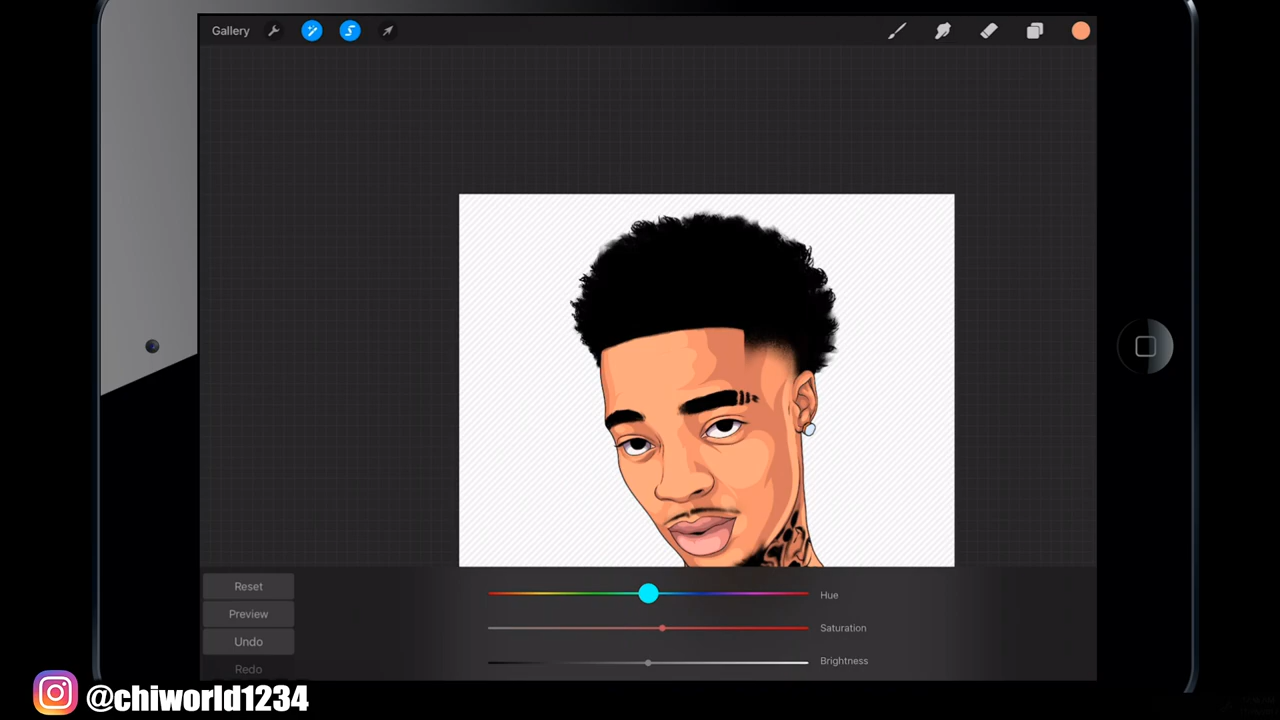 Gallery
Reset
Preview
Undo
Redo
Hue
Saturation
Brightness
@chiworld1234